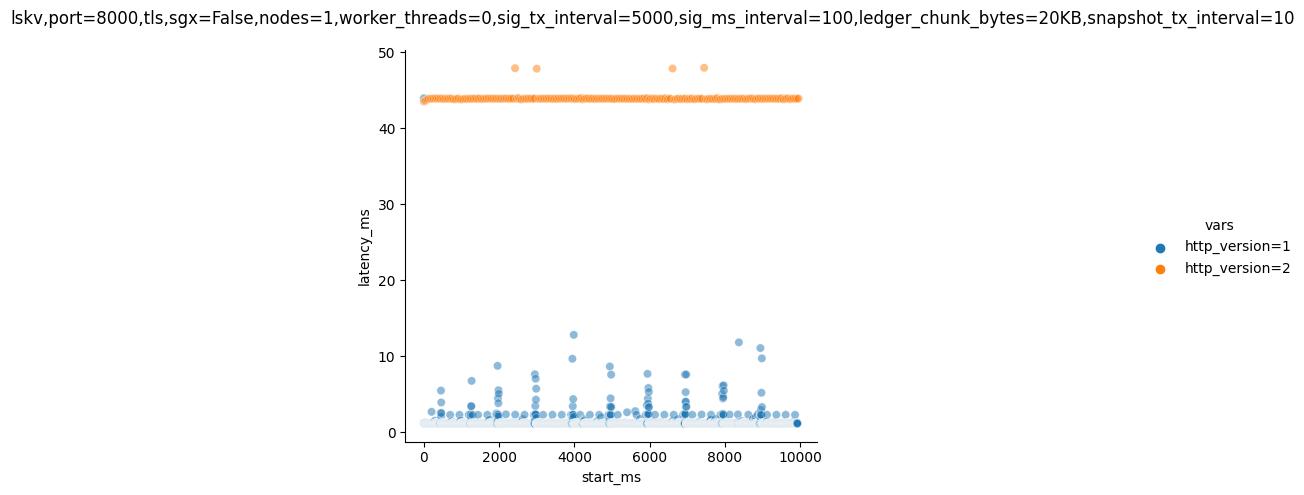 lskv,port=8000,tls,sgx=False,nodes=1,worker_threads=0,sig_tx_interval=5000,sig_ms_interval=100,ledger_chunk_bytes=20KB,snapshot_tx_interval=10
50
40
30
20
10
0
latency_ms
0 2000 4000 6000 8000 10000
start_ms
vars
http_version=1
http_version=2